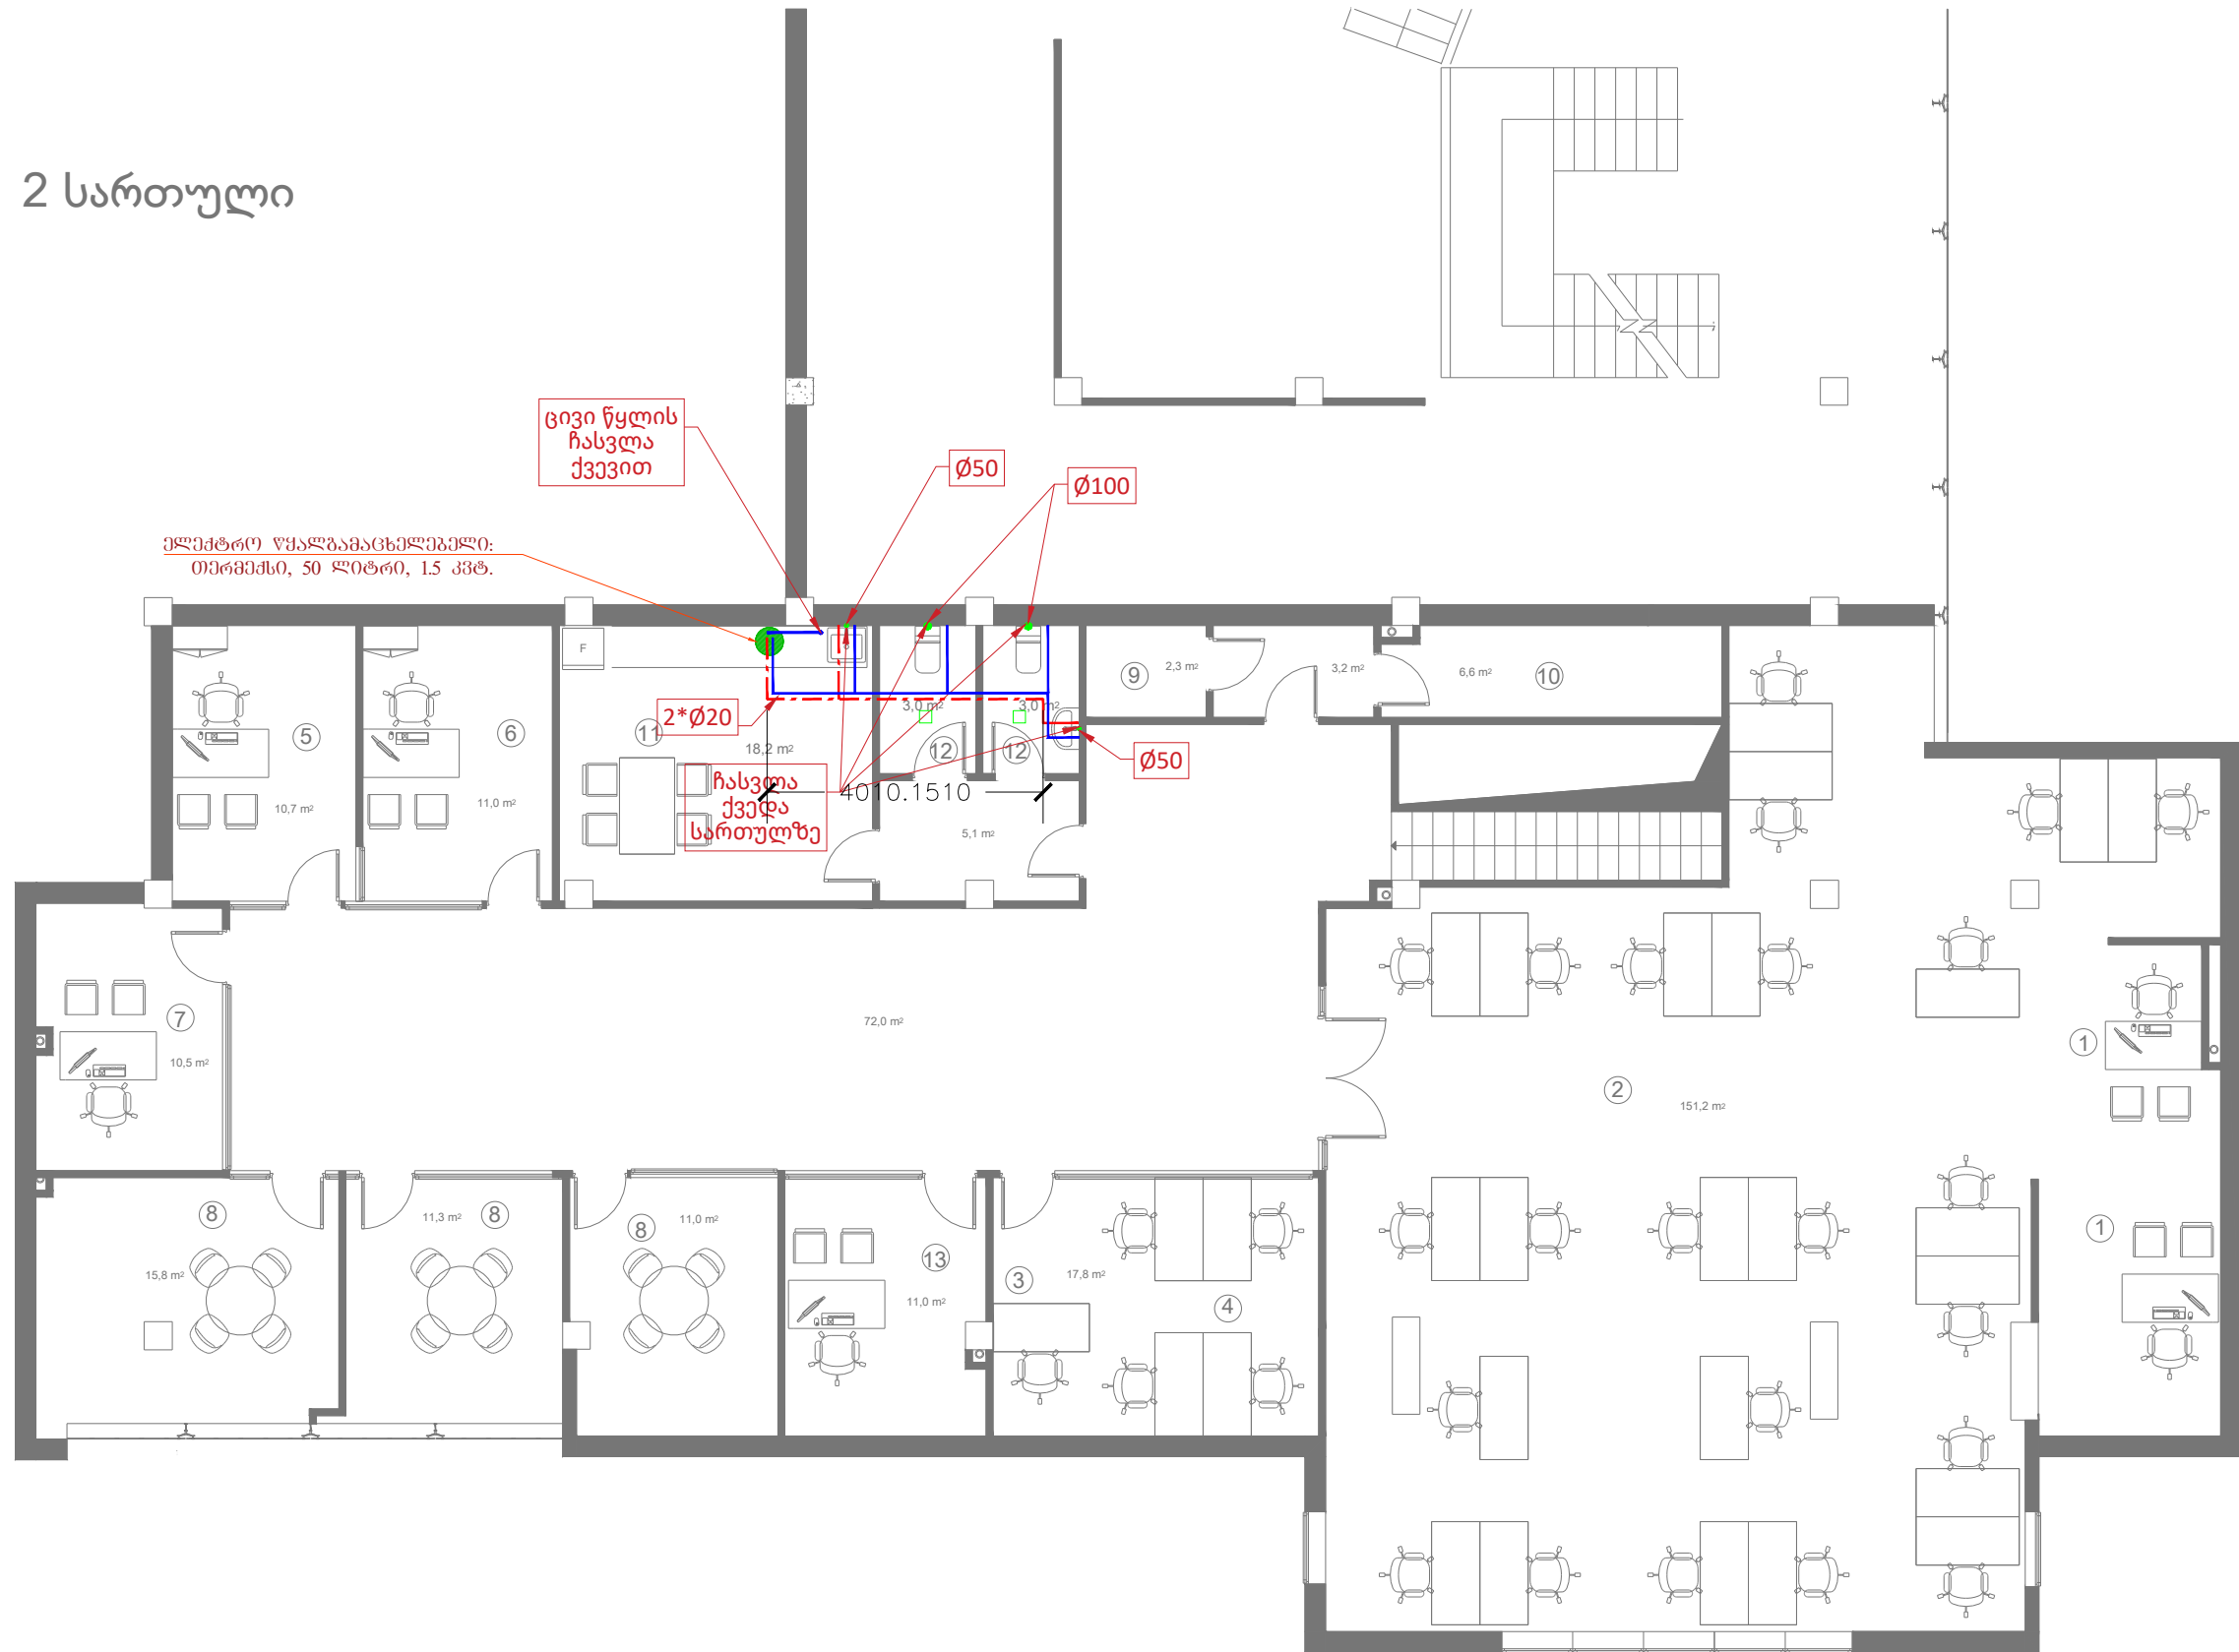 2 სართული
ცივი წყლის
ჩასვლა
ქვევით
Ø50
Ø100
ელექტრო წყალგამაცხელებელი:
თერმექსი, 50 ლიტრი, 1.5 კვტ.
F
9
2,3 m²
3,2 m²
6,6 m²
10
3,0 m²
3,0 m²
2*Ø20
5
6
11
18,2 m²
12
12
Ø50
10,7 m²
11,0 m²
ჩასვლა
ქვედა
სართულზე
4010.1510
5,1 m²
7
10,5 m²
72,0 m²
1
2
151,2 m²
8
11,3 m²
8
8
11,0 m²
1
15,8 m²
13
11,0 m²
3
17,8 m²
4